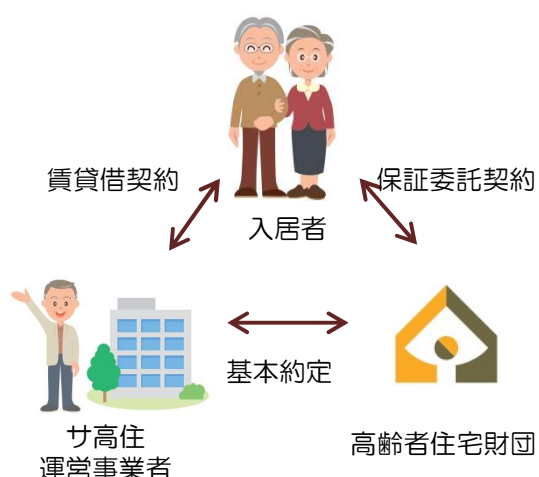 賃貸借契約
保証委託契約
入居者
基本約定
サ高住
運営事業者
高齢者住宅財団